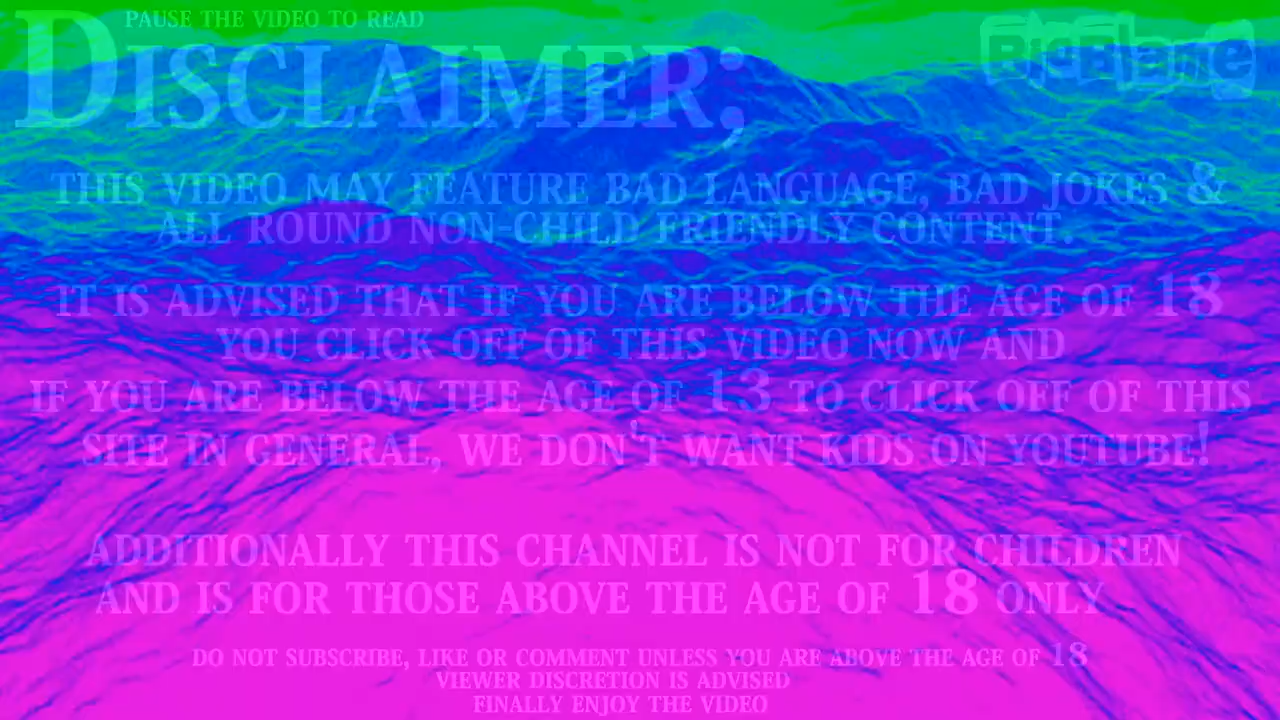 PAUSE THE VIDEO TO READ
DISCLAIMER;
BigBlane
THIS VIDEO MAY FEATURE BAD LANGUAGE, BAD JOKES &
ALL ROUND NON-CHILD FRIENDLY CONTENT.
IT IS ADVISED THAT IF YOU ARE BELOW THE AGE OF 18
YOU CLICK OFF OF THIS VIDEO NOW AND
IF YOU ARE BELOW THE AGE OF 13 TO CLICK OFF OF THIS
SITE IN GENERAL, WE DON'T WANT KIDS ON YOUTUBE!
ADDITIONALLY THIS CHANNEL IS NOT FOR CHILDREN
AND IS FOR THOSE ABOVE THE AGE OF 18 ONLY
DO NOT SUBSCRIBE, LIKE OR COMMENT UNLESS YOU ARE ABOVE THE AGE OF 18
VIEWER DISCRETION IS ADVISED
FINALLY ENJOY THE VIDEO